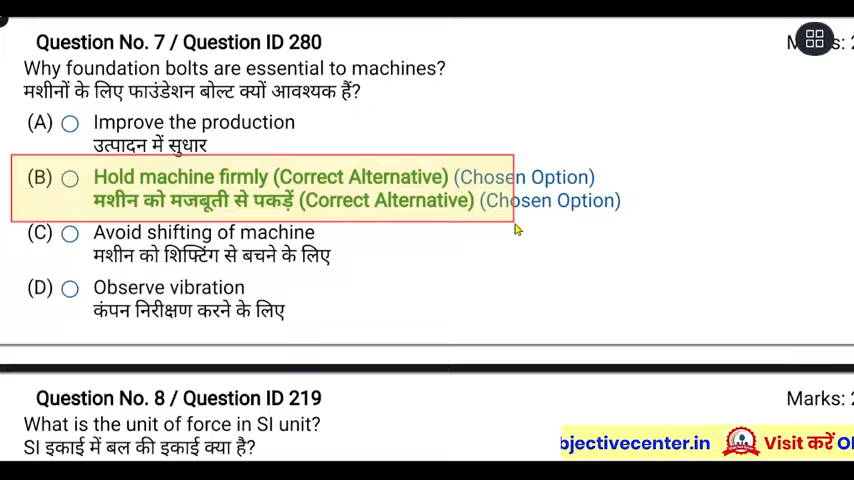 Question No. 7 / Question ID 280
Why foundation bolts are essential to machines?
मशीनों के लिए फाउंडेशन बोल्ट क्यों आवश्यक हैं?
(A) Improve the production
उत्पादन में सुधार
(B) Hold machine firmly (Correct Alternative) (Chosen Option)
मशीन को मजबूती से पकड़ें (Correct Alternative) (Chosen Option)
(C) Avoid shifting of machine
मशीन को शिफ्टिंग से बचने के लिए
(D) Observe vibration
कंपन निरीक्षण करने के लिए
Question No. 8 / Question ID 219 Marks: 2
What is the unit of force in SI unit?
SI इकाई में बल की इकाई क्या है?
bjectivecenter.in Visit करें O